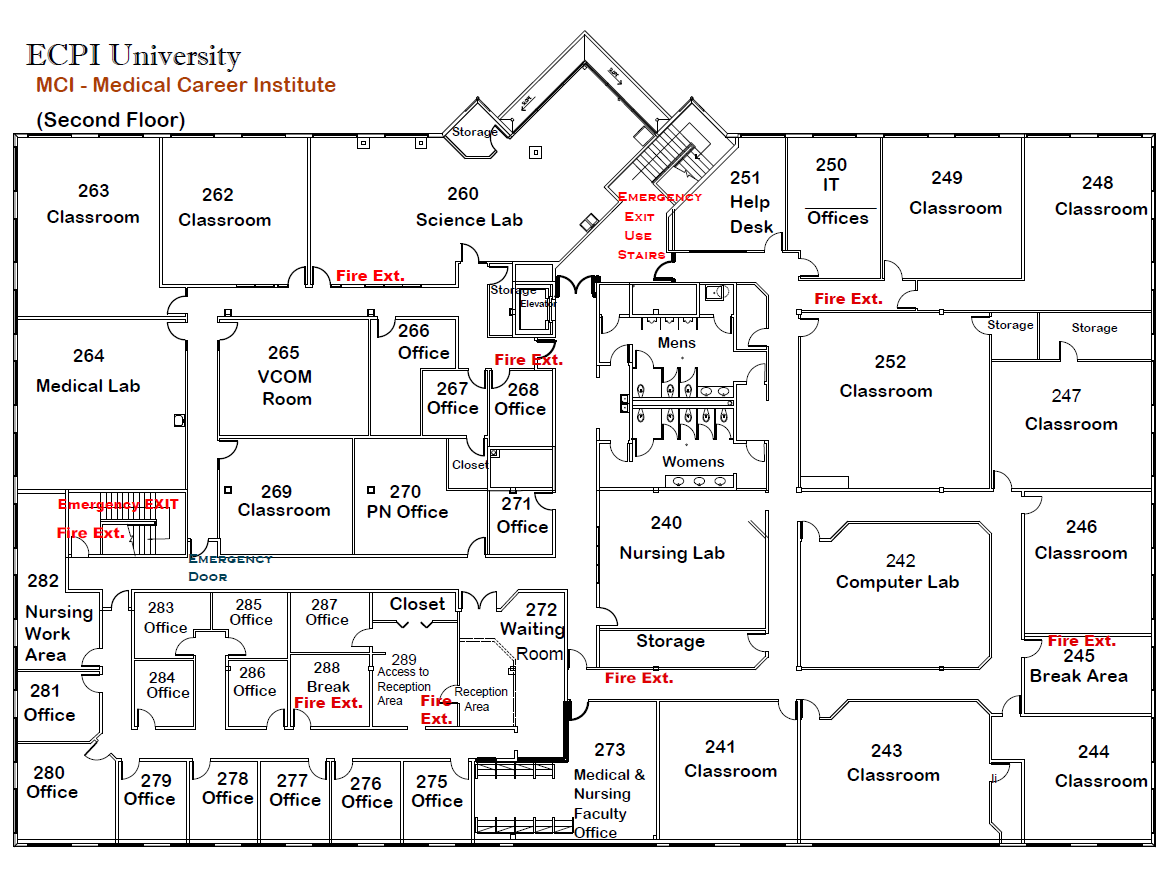 ECPI University
MCI - Medical Career Institute
(Second Floor)
SLOPE
SLOPE
Storage
263
Classroom
262
Classroom
260
Science Lab
Emergency
Exit
Use
Stairs
251
Help
Desk
250
IT
Offices
249
Classroom
248
Classroom
Fire Ext.
Fire Ext.
Storage
Elevator
264
Medical Lab
265
VCOM
Room
266
Office
Fire Ext.
267
Office
268
Office
Mens
252
Classroom
Storage
Storage
247
Classroom
Closet
Womens
Emergency EXIT
Fire Ext.
269
Classroom
270
PN Office
271
Office
240
Nursing Lab
242
Computer Lab
246
Classroom
Emergency
Door
282
Nursing
Work
Area
283
Office
285
Office
287
Office
Closet
272
Waiting
Room
Storage
Fire Ext.
245
Break Area
284
Office
286
Office
288
Break
Fire Ext.
289
Access to
Reception
Area
Fire
Ext.
Reception
Area
Fire Ext.
281
Office
280
Office
279
Office
278
Office
277
Office
276
Office
275
Office
273
Medical &
Nursing
Faculty
Office
241
Classroom
243
Classroom
244
Classroom